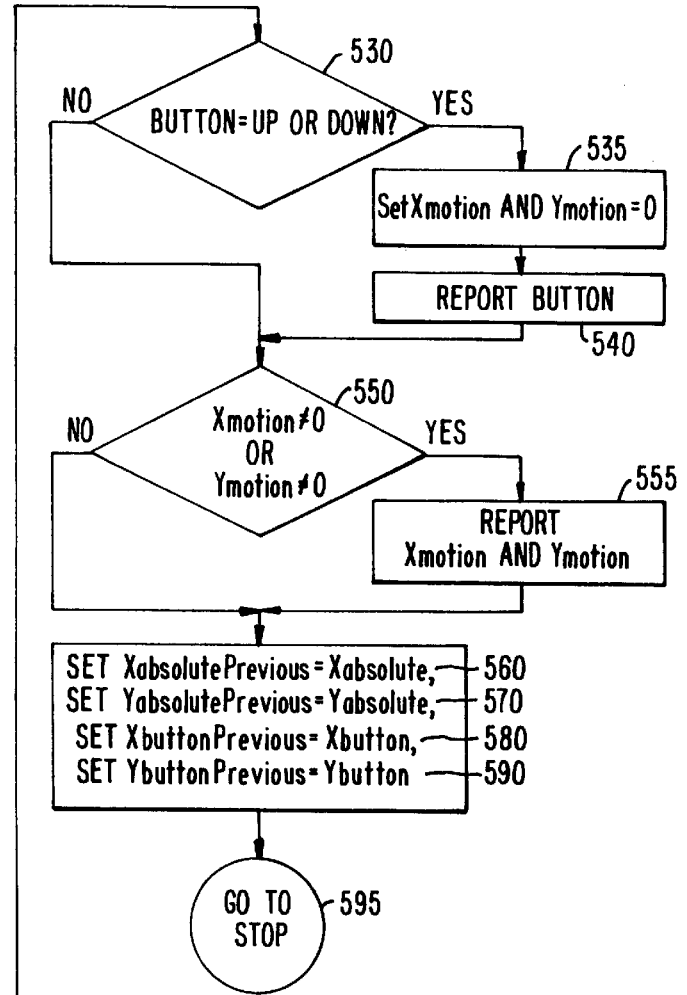 530
NO
YES
BUTTON=UP OR DOWN?
535
SetXmotion AND Ymotion=0
REPORT BUTTON
540
550
NO
YES
Xmotion≠0
OR
Ymotion≠0
555
REPORT
Xmotion AND Ymotion
SET XabsolutePrevious=Xabsolute, 560
SET YabsolutePrevious=Yabsolute, 570
SET XbuttonPrevious=Xbutton, 580
SET YbuttonPrevious=Ybutton 590
GO TO
STOP
595